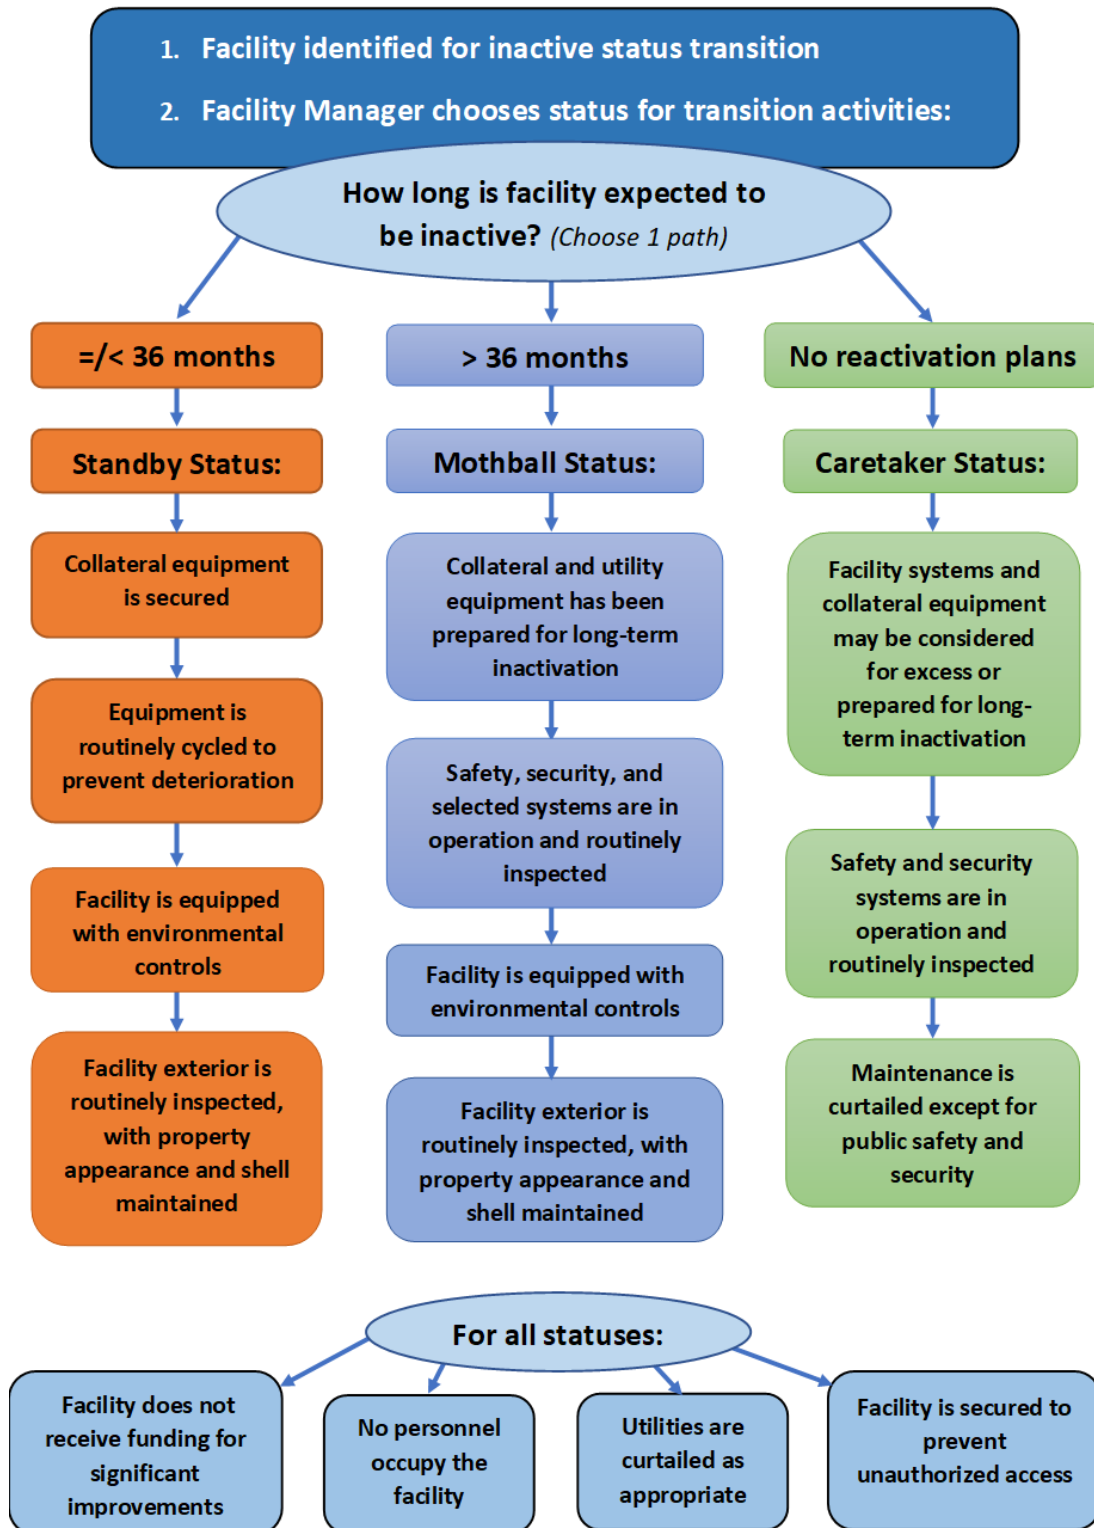 1. Facility identified for inactive status transition
2. Facility Manager chooses status for transition activities:
How long is facility expected to
be inactive? (Choose 1 path)
=/< 36 months
Standby Status:
Collateral equipment
is secured
Equipment is
routinely cycled to
prevent deterioration
Facility is equipped
with environmental
controls
Facility exterior is
routinely inspected,
with property
appearance and shell
maintained
> 36 months
Mothball Status:
Collateral and utility
equipment has been
prepared for long-term
inactivation
Safety, security, and
selected systems are in
operation and routinely
inspected
Facility is equipped with
environmental controls
Facility exterior is
routinely inspected, with
property appearance and
shell maintained
No reactivation plans
Caretaker Status:
Facility systems and
collateral equipment
may be considered
for excess or
prepared for long-
term inactivation
Safety and security
systems are in
operation and
routinely inspected
Maintenance is
curtailed except for
public safety and
security
For all statuses:
Facility does not
receive funding for
significant
improvements
No personnel
occupy the
facility
Utilities are
curtailed as
appropriate
Facility is secured to
prevent
unauthorized access